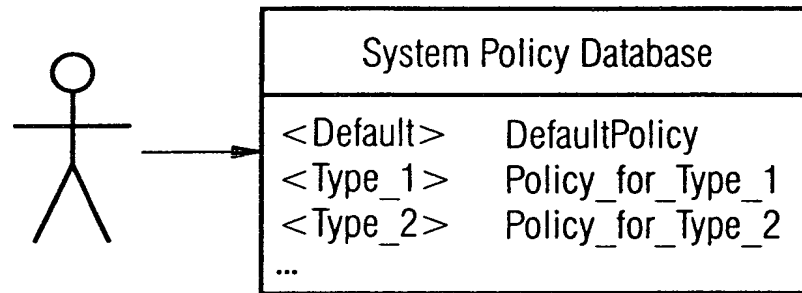 System Policy Database
<Default> DefaultPolicy
<Type_1> Policy_for_Type_1
<Type_2> Policy_for_Type_2
...